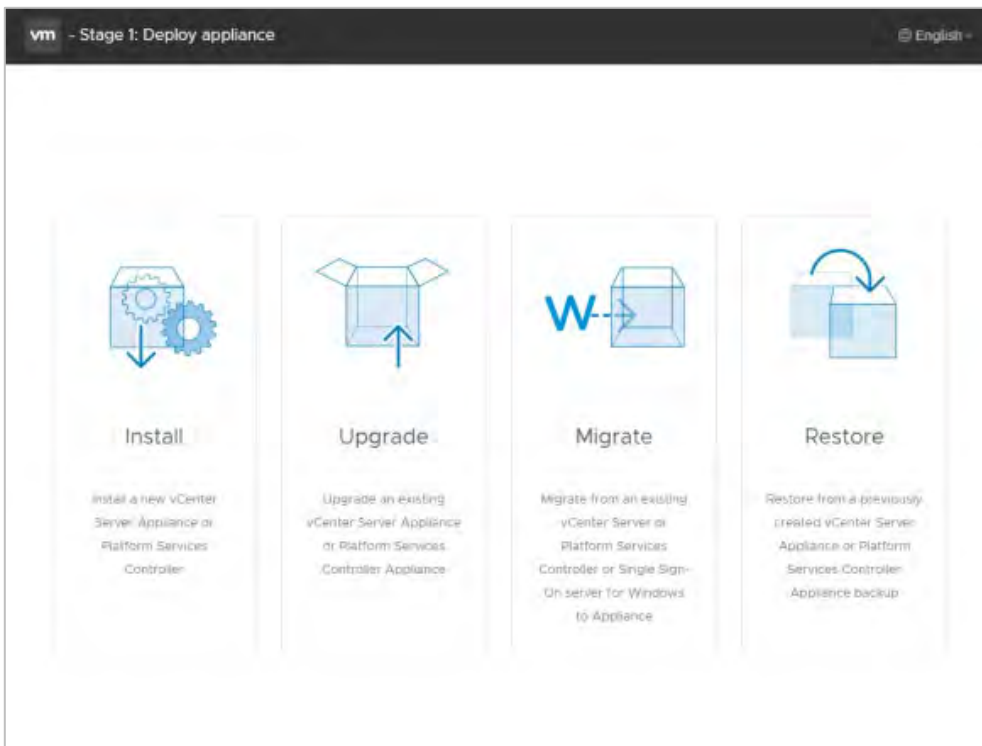 vm - Stage 1: Deploy appliance
English
W
Install
Install a new vCenter
Server Appliance or
Platform Services
Controller
Upgrade
Upgrade an existing
vCenter Server Appliance
or Platform Services
Controller Appliance
Migrate
Migrate from an existing
vCenter Server or
Platform Services
Controller or Single Sign-
On server for Windows
to Appliance
Restore
Restore from a previously
created vCenter Server
Appliance or Platform
Services Controller
Appliance backup